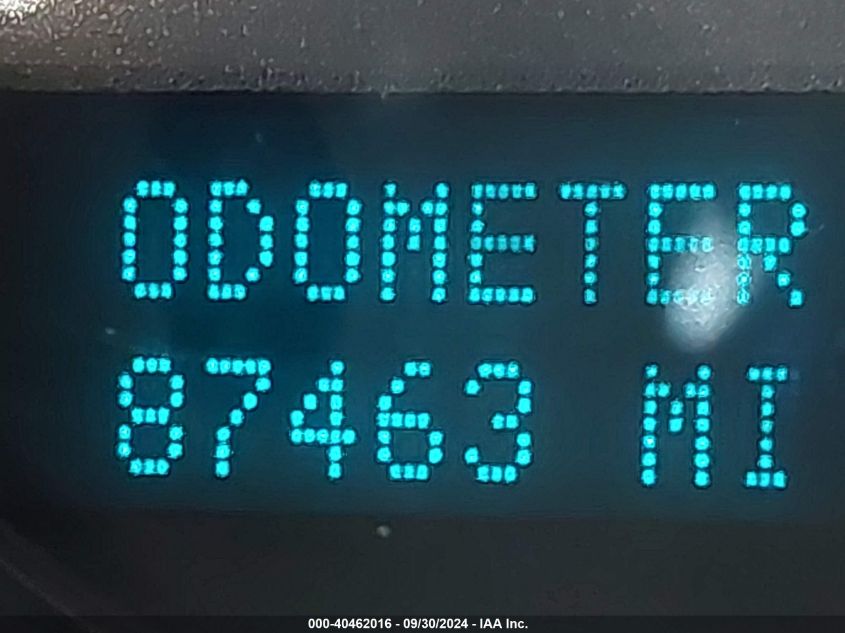 ODOMETER
87463 MI
000-40462016 - 09/30/2024 - IAA Inc.